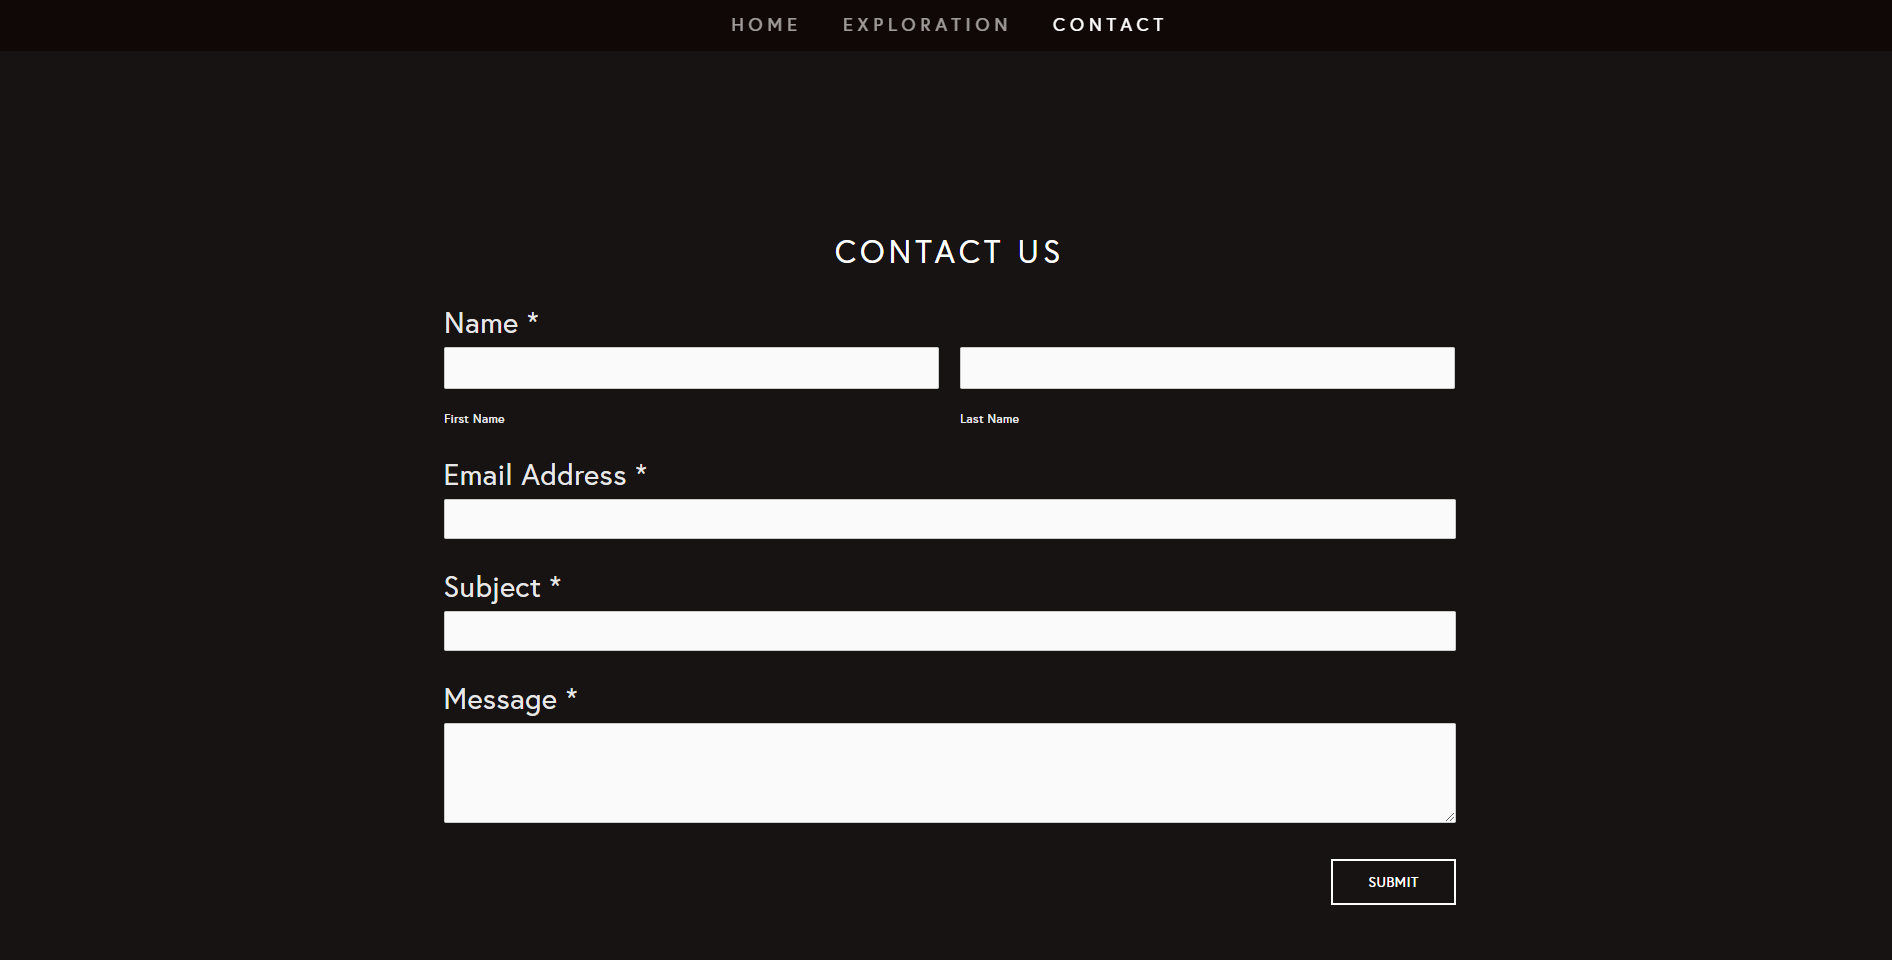 HOME EXPLORATION CONTACT
CONTACT US
Name *
First Name Last Name
Email Address *
Subject *
Message *
SUBMIT